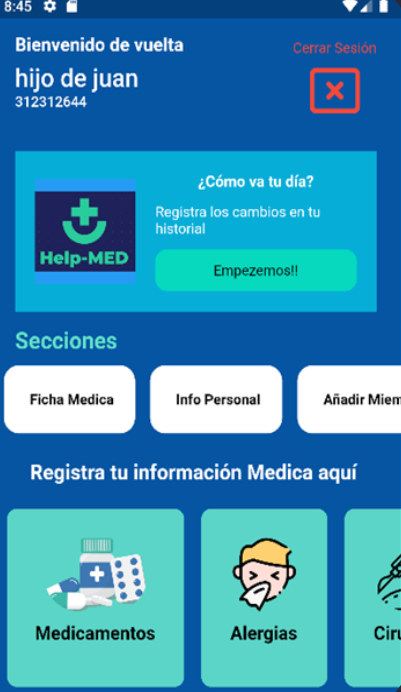 8:45
Bienvenido de vuelta
Cerrar Sesión
hijo de juan
312312644
¿Cómo va tu día?
Registra los cambios en tu
historial
Help-MED
Empezemos!!
Secciones
Ficha Medica
Info Personal
Añadir Miem
Registra tu información Medica aquí
Medicamentos
Alergias
Ciru